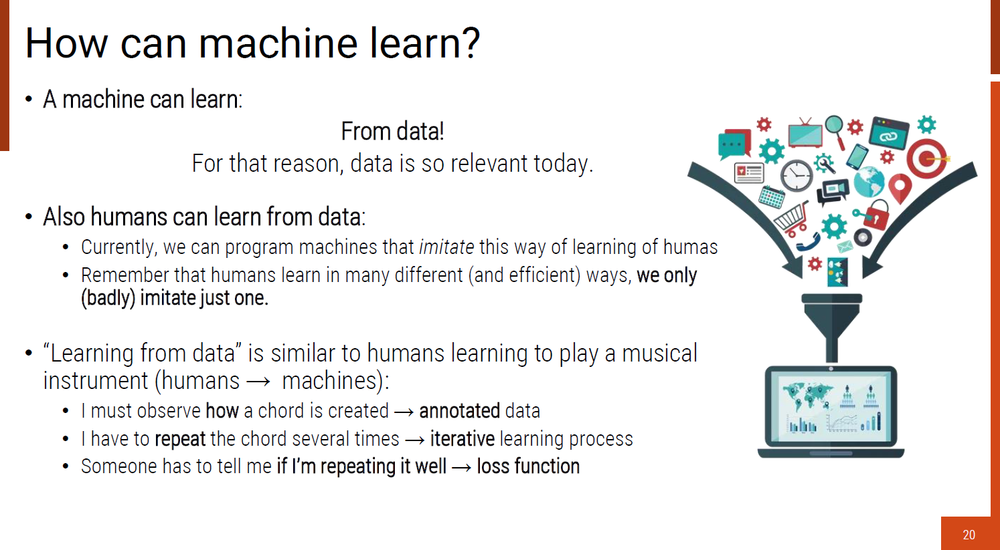 How can machine learn?
• A machine can learn:
From data!
For that reason, data is so relevant today.
• Also humans can learn from data:
• Currently, we can program machines that imitate this way of learning of humas
• Remember that humans learn in many different (and efficient) ways, we only
(badly) imitate just one.
• “Learning from data” is similar to humans learning to play a musical
instrument (humans → machines):
• I must observe how a chord is created → annotated data
• I have to repeat the chord several times → iterative learning process
• Someone has to tell me if I’m repeating it well → loss function
20